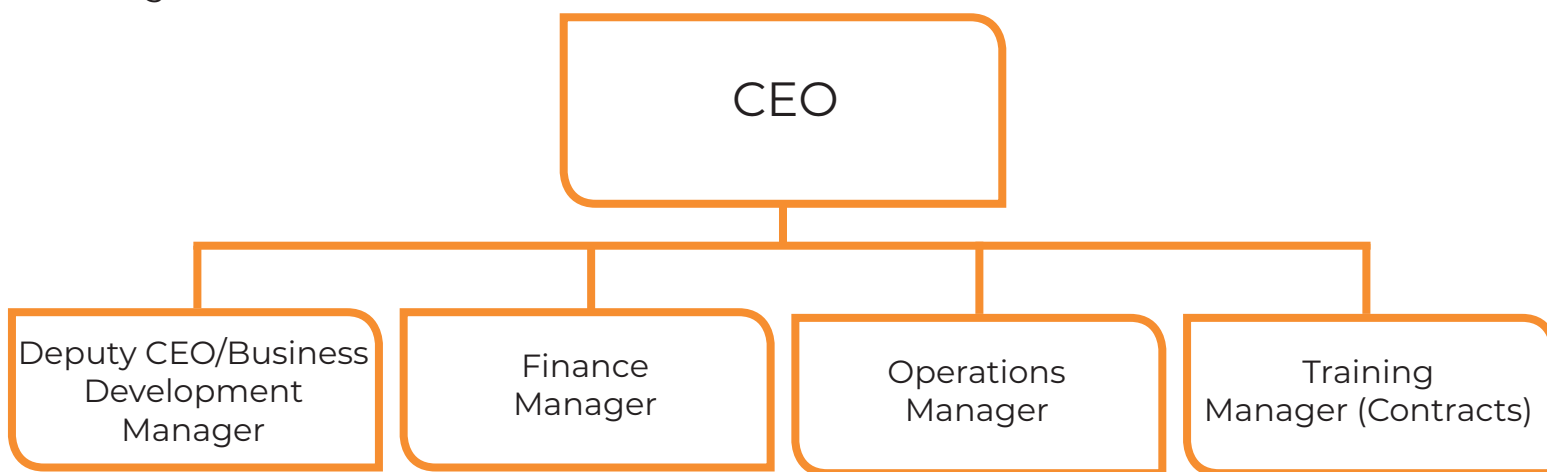 CEO
Deputy CEO/Business
Development
Manager
Finance
Manager
Operations
Manager
Training
Manager (Contracts)